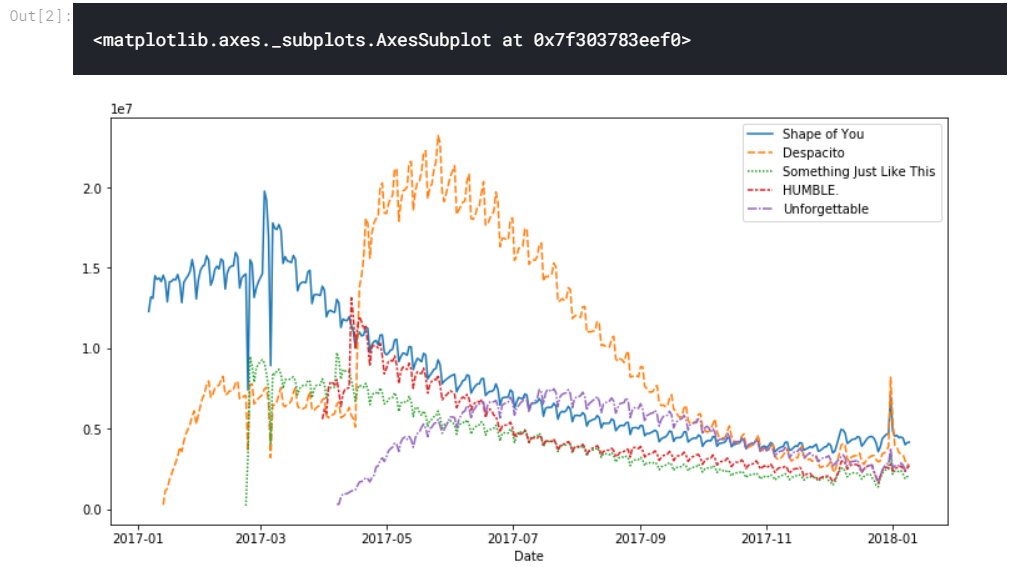 Out[2]:
<matplotlib.axes._subplots.AxesSubplot at 0x7f303783eef0>
1e7
Shape of You
Despacito
Something Just Like This
HUMBLE.
Unforgettable
2.0
1.5
1.0
0.5
0.0
2017-01 2017-03 2017-05 2017-07 2017-09 2017-11 2018-01
Date